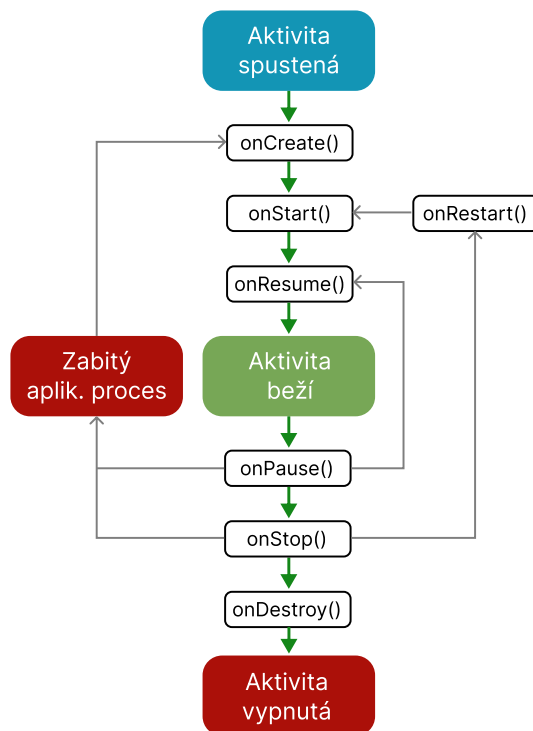 Aktivita
spustená
onCreate()
onStart()
onRestart()
onResume()
Zabitý
aplik. proces
Aktivita
beží
onPause()
onStop()
onDestroy()
Aktivita
vypnutá